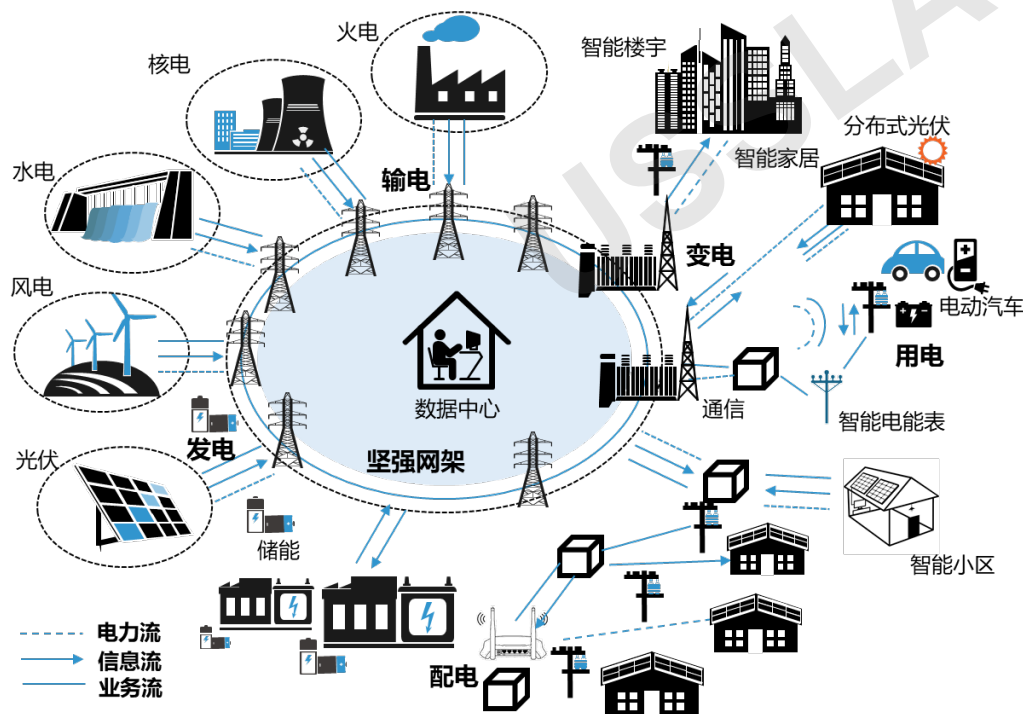 火电
核电
智能楼宇
分布式光伏
智能家居
水电
输电
变电
风电
电动汽车
用电
数据中心
通信
智能电能表
发电
光伏
坚强网架
储能
智能小区
电力流
信息流
业务流
配电